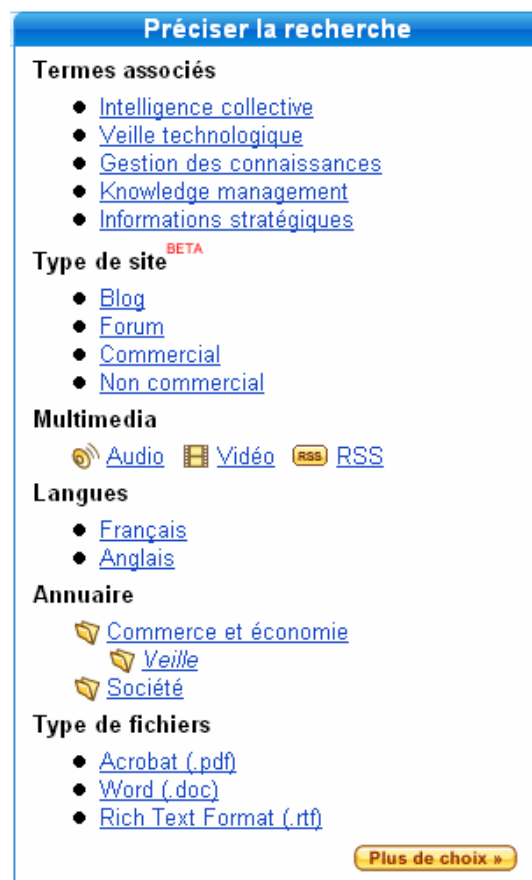 Préciser la recherche
Termes associés
Intelligence collective
Veille technologique
Gestion des connaissances
Knowledge management
Informations stratégiques
Type de site BETA
Blog
Forum
Commercial
Non commercial
Multimedia
Audio Vidéo RSS RSS
Langues
Français
Anglais
Annuaire
Commerce et économie
Veille
Société
Type de fichiers
Acrobat (.pdf)
Word (.doc)
Rich Text Format (.rtf)
Plus de choix »